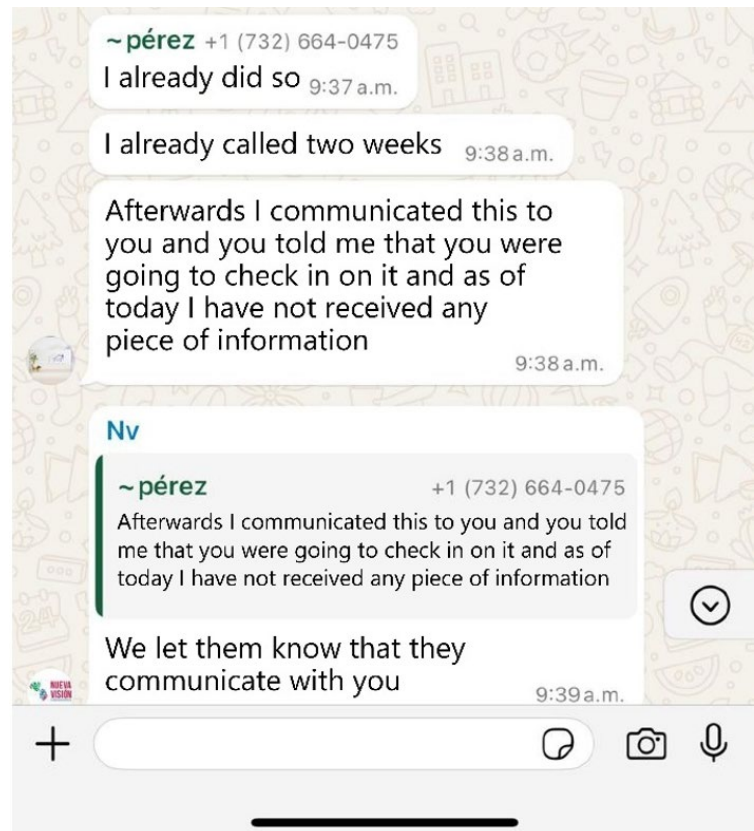 ~pérez +1 (732) 664-0475
I already did so 9:37 a.m.
I already called two weeks 9:38 a.m.
Afterwards I communicated this to
you and you told me that you were
going to check in on it and as of
today I have not received any
piece of information
9:38 a.m.
Nv
~pérez +1 (732) 664-0475
Afterwards I communicated this to you and you told
me that you were going to check in on it and as of
today I have not received any piece of information
We let them know that they
communicate with you 9:39 a.m.
NUEVA
VISIÓN